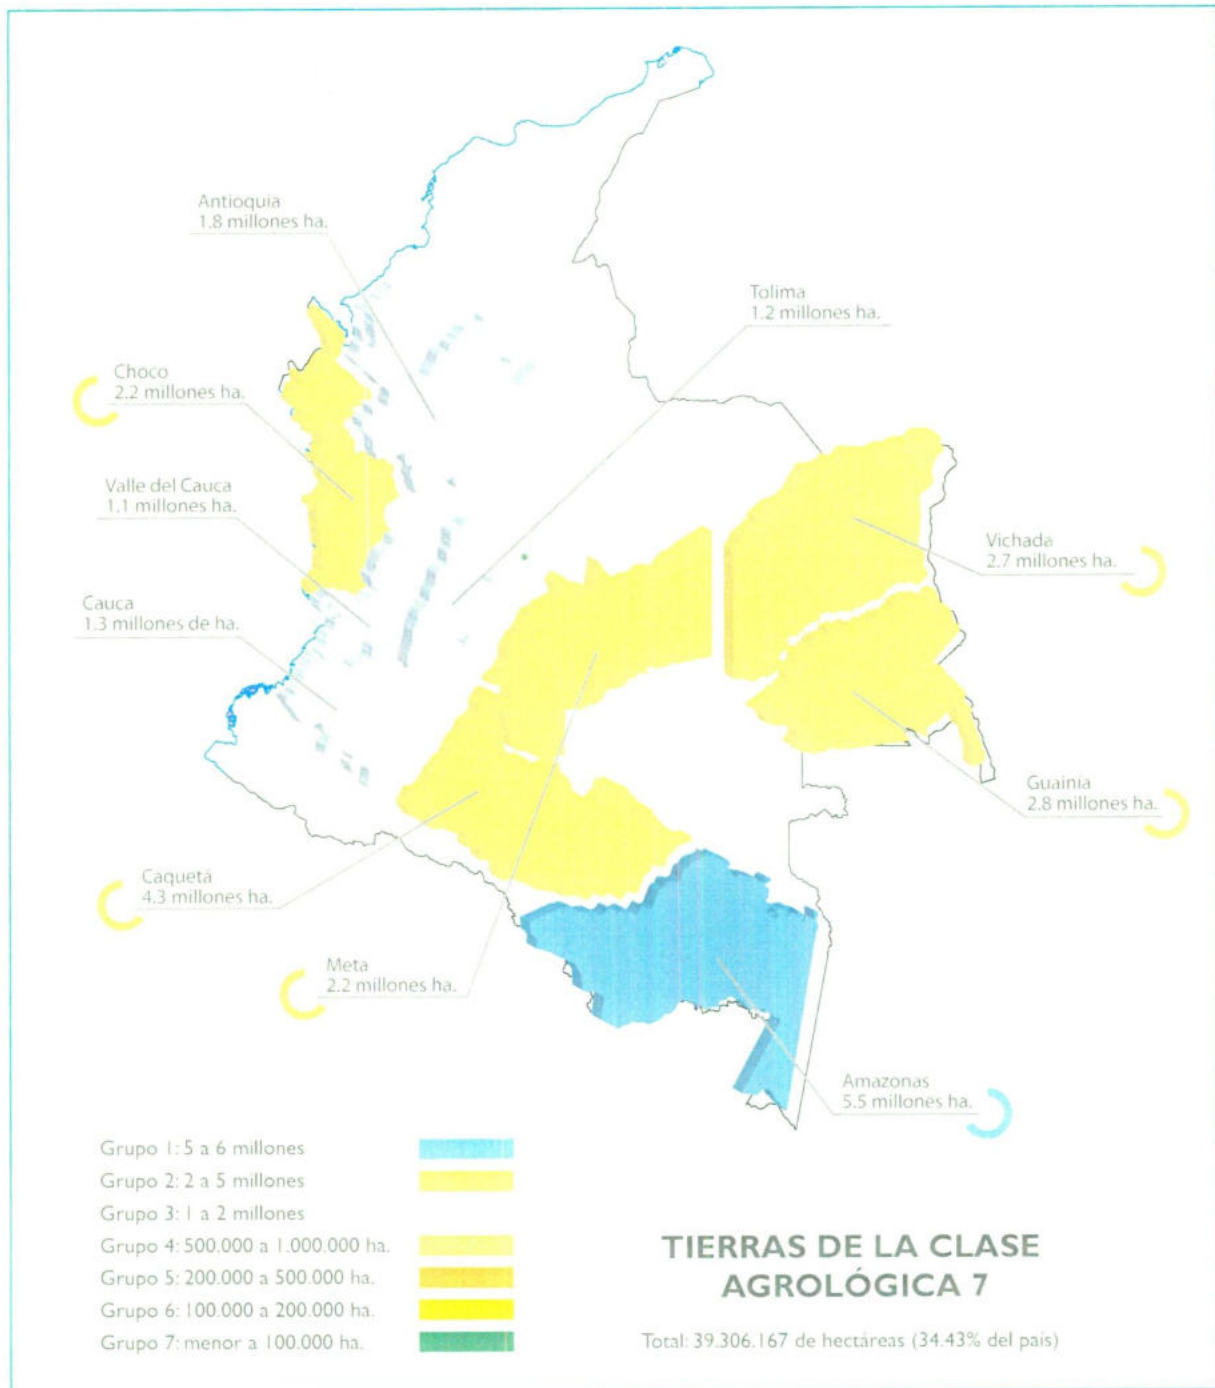 Antioquia
1.8 millones ha.
Tolima
1.2 millones ha.
Choco
2.2 millones ha.
Valle del Cauca
1.1 millones ha.
Vichada
2.7 millones ha.
Cauca
1.3 millones de ha.
Guainía
2.8 millones ha.
Caquetá
4.3 millones ha.
Meta
2.2 millones ha.
Amazonas
5.5 millones ha.
Grupo 1: 5 a 6 millones
Grupo 2: 2 a 5 millones
Grupo 3: 1 a 2 millones
Grupo 4: 500.000 a 1.000.000 ha.
Grupo 5: 200.000 a 500.000 ha.
Grupo 6: 100.000 a 200.000 ha.
Grupo 7: menor a 100.000 ha.
TIERRAS DE LA CLASE
AGROLÓGICA 7
Total: 39.306.167 de hectáreas (34.43% del país)